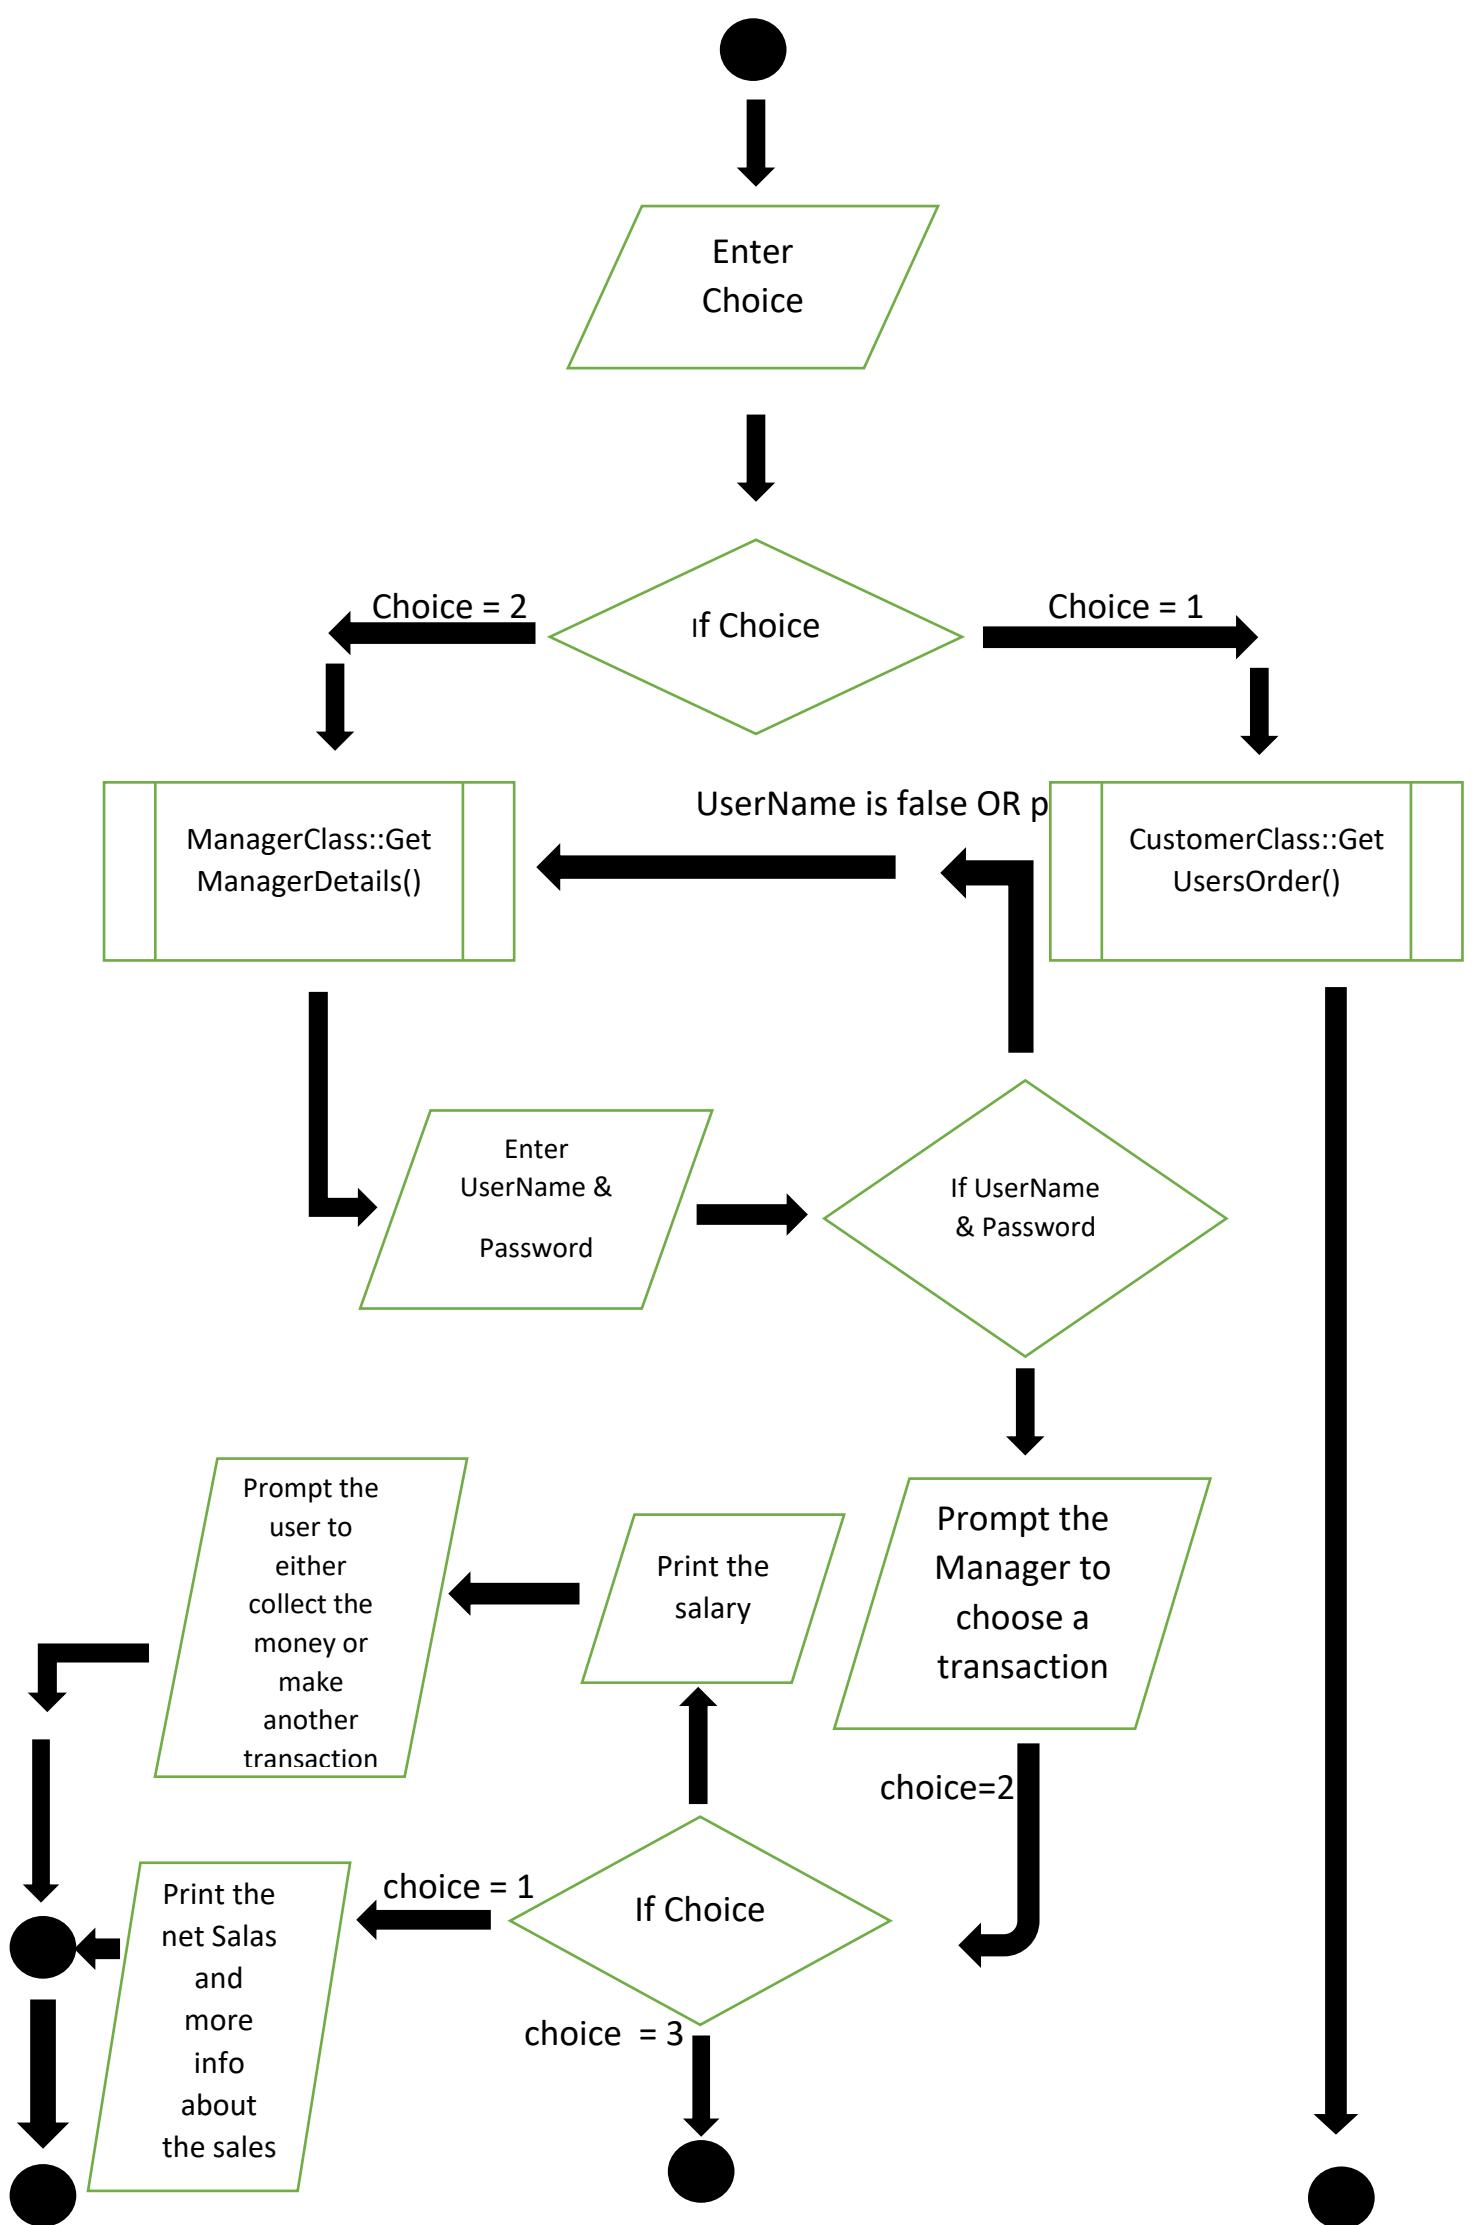 Enter
Choice
If Choice
Choice = 2
Choice = 1
UserName is false OR p
ManagerClass::Get
ManagerDetails()
CustomerClass::Get
UsersOrder()
Enter
UserName &
Password
If UserName
& Password
Prompt the
user to
either
collect the
money or
make
another
transaction
Print the
salary
Prompt the
Manager to
choose a
transaction
choice=2
choice = 1
If Choice
Print the
net Salas
and
more
info
about
the sales
choice  = 3